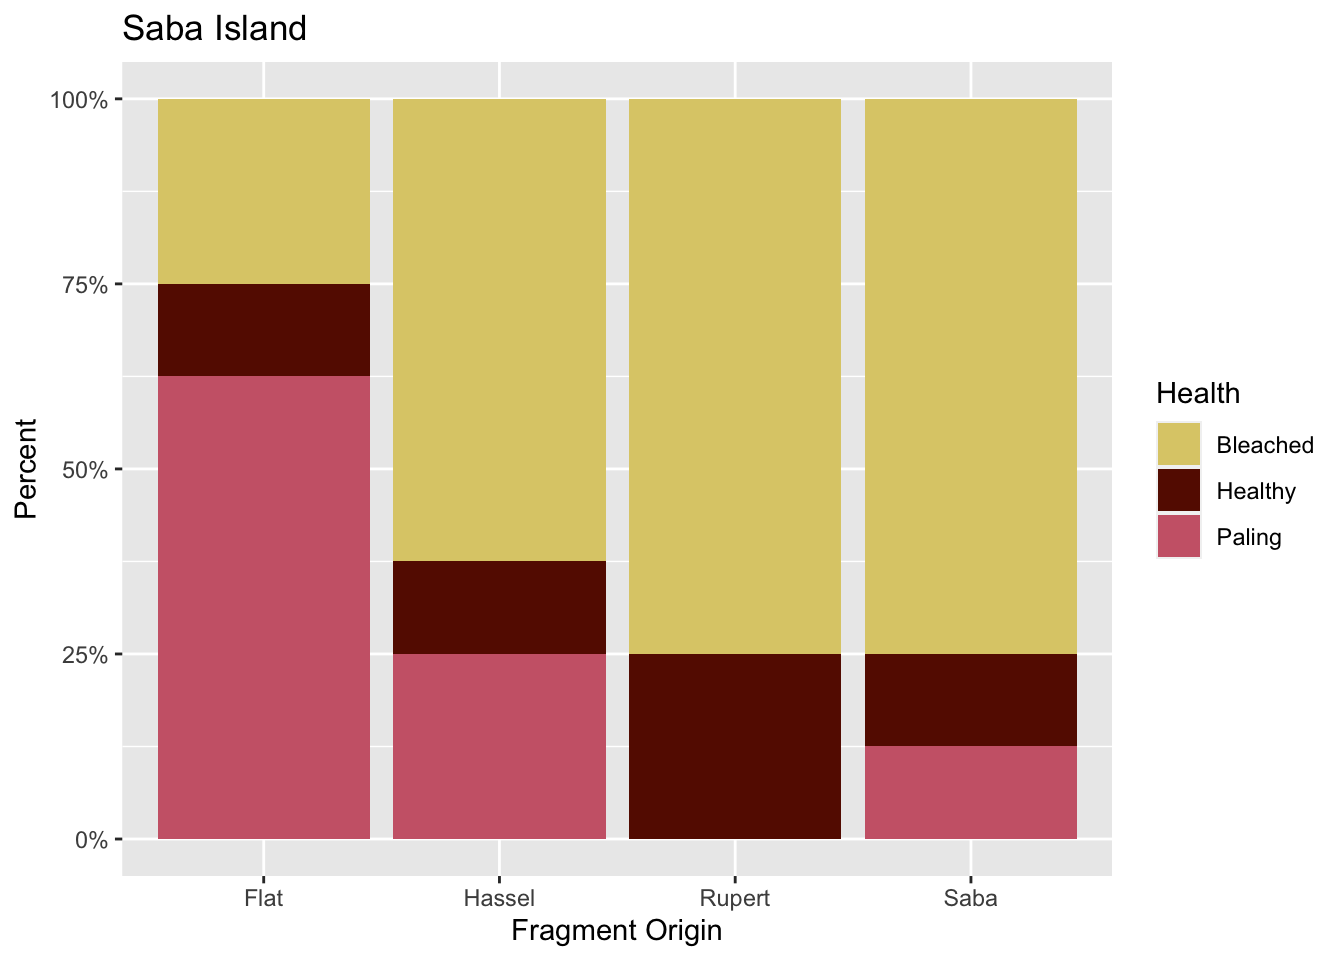 Saba Island
100%
75%
50%
25%
0%
Percent
Flat
Hassel
Rupert
Saba
Fragment Origin
Health
Bleached
Healthy
Paling